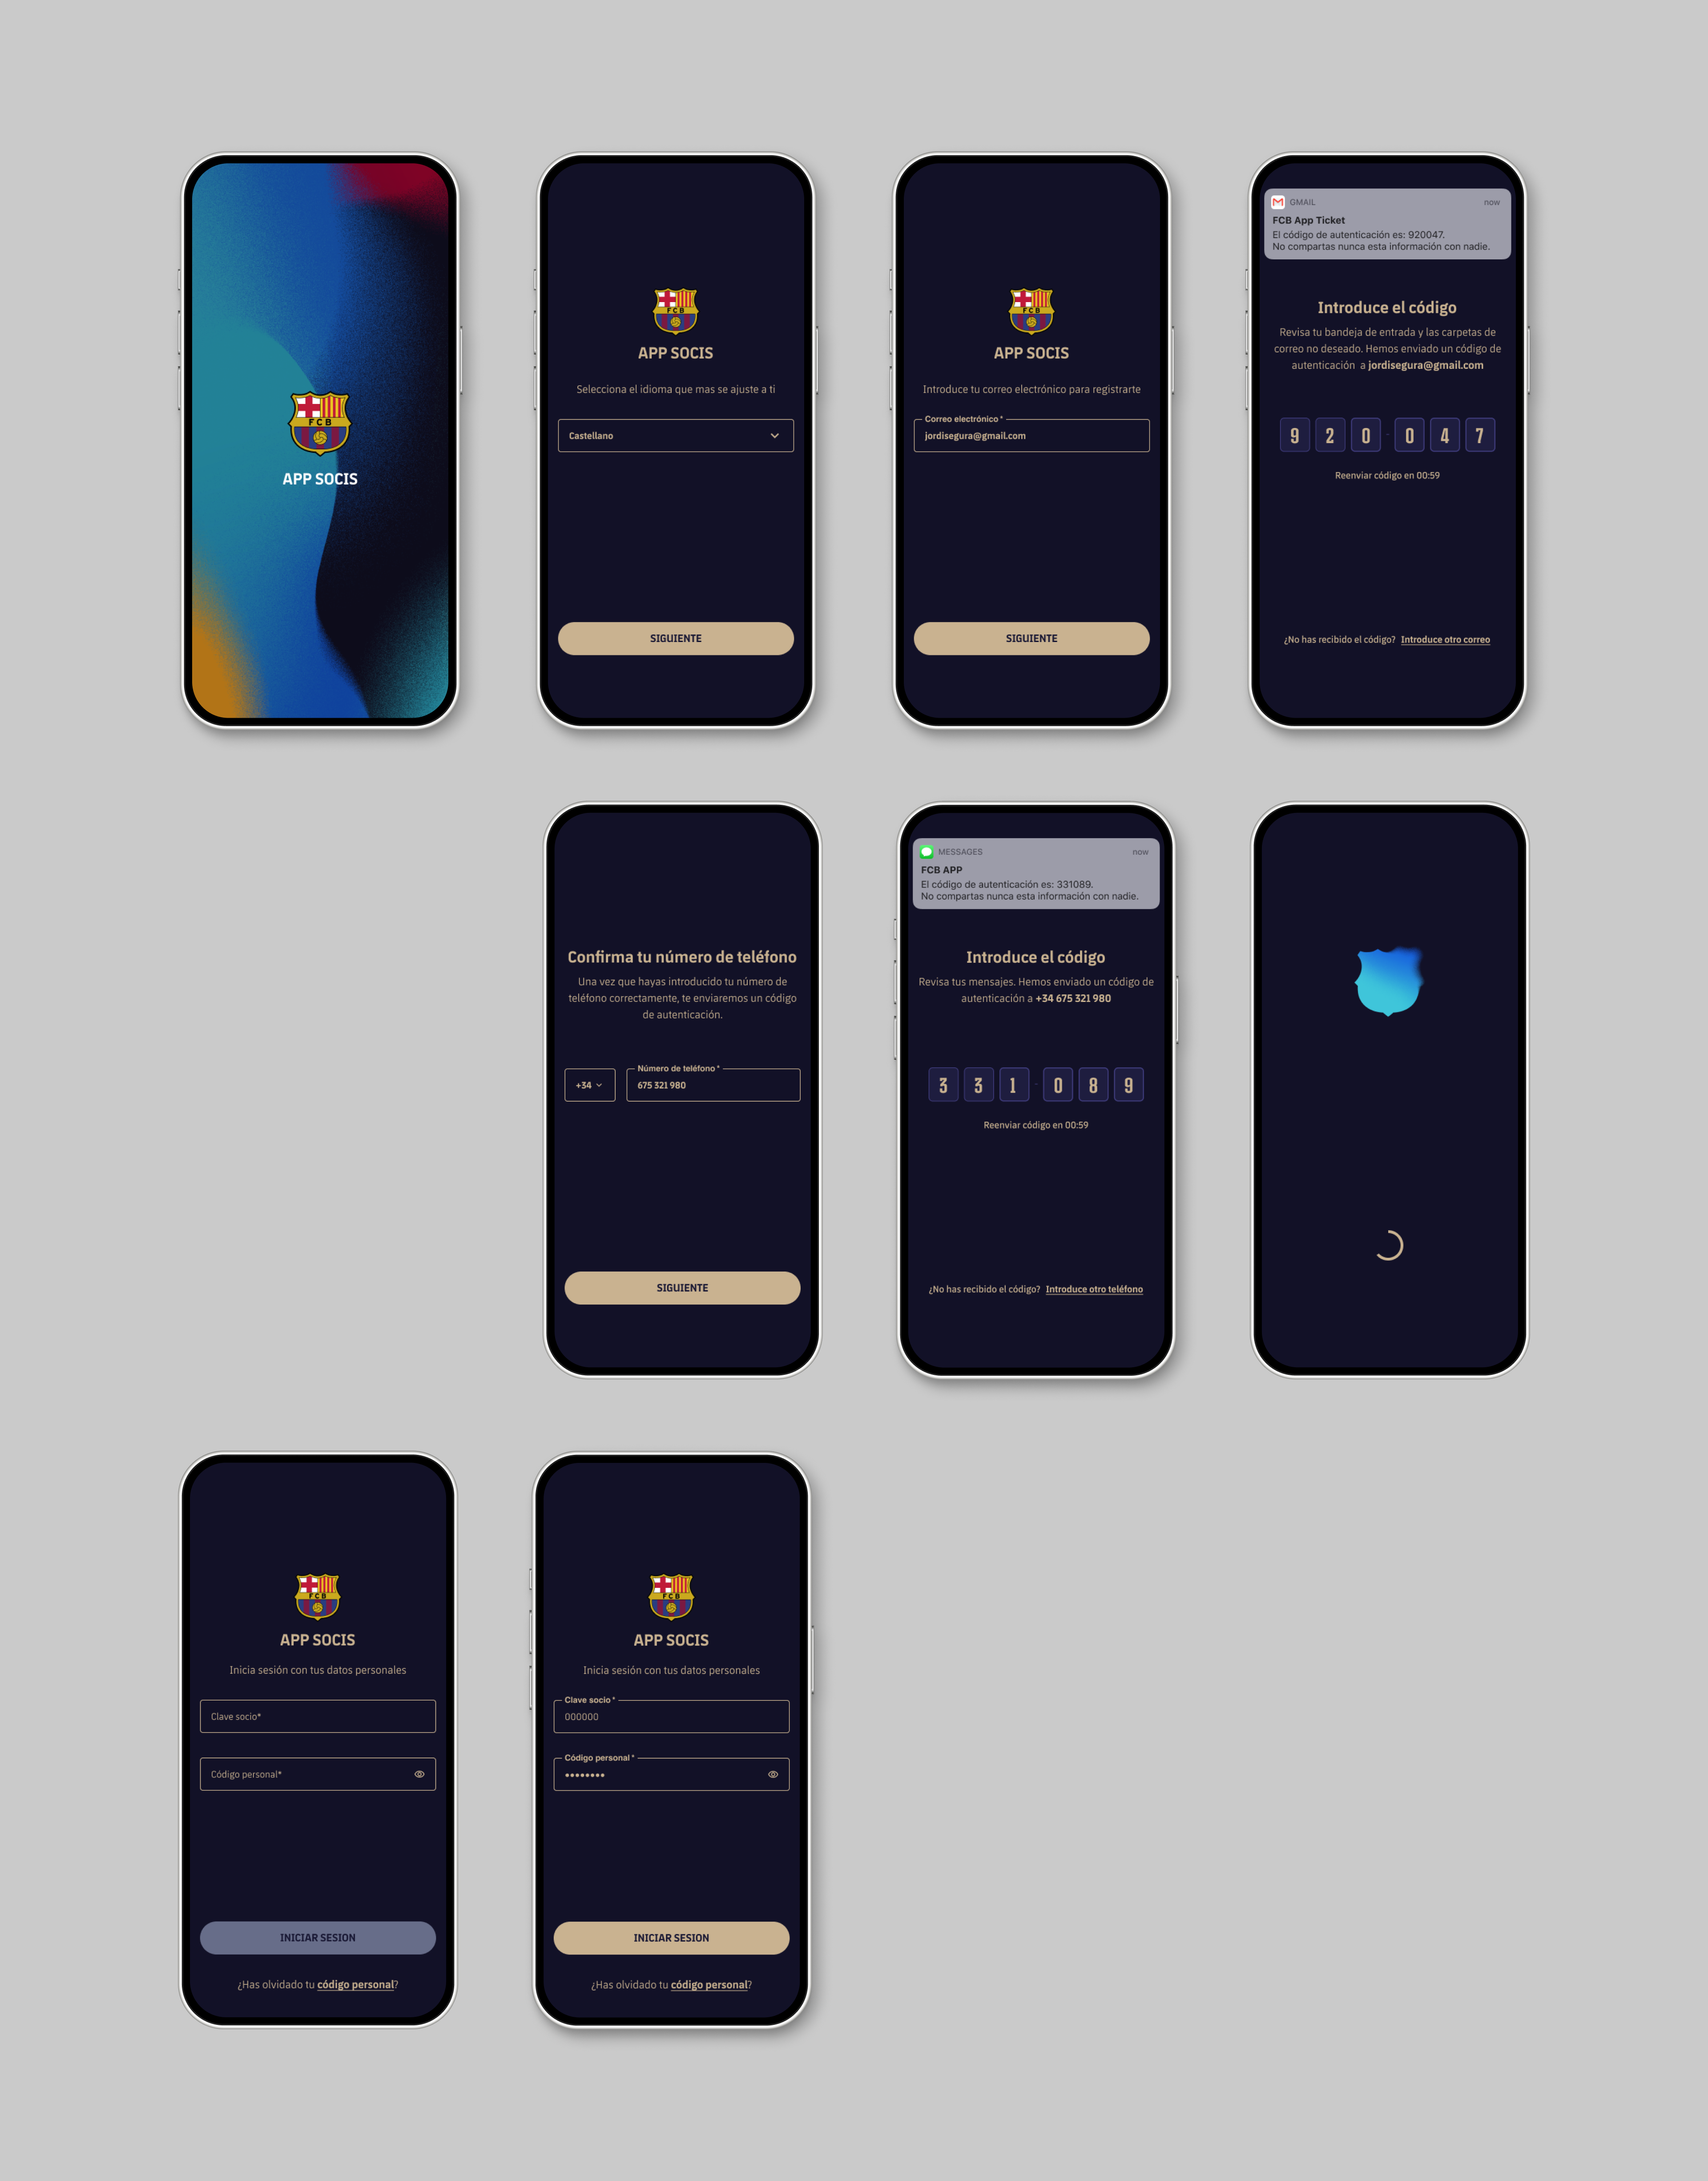 FCB
APP SOCIS
FCB
APP SOCIS
Selecciona el idioma que mas se ajuste a ti
Castellano
SIGUIENTE
FCB
APP SOCIS
Introduce tu correo electrónico para registrarte
Correo electrónico*
jordisegura@gmail.com
SIGUIENTE
GMAIL now
FCB App Ticket
El código de autenticación es: 920047.
No compartas nunca esta información con nadie.
Introduce el código
Revisa tu bandeja de entrada y las carpetas de
correo no deseado. Hemos enviado un código de
autenticación a jordisegura@gmail.com
9 2 0 - 0 4 7
Reenviar código en 00:59
¿No has recibido el código? Introduce otro correo
Confirma tu número de teléfono
Una vez que hayas introducido tu número de
teléfono correctamente, te enviaremos un código
de autenticación.
Número de teléfono*
+34 675 321 980
SIGUIENTE
MESSAGES now
FCB APP
El código de autenticación es: 331089.
No compartas nunca esta información con nadie.
Introduce el código
Revisa tus mensajes. Hemos enviado un código de
autenticación a +34 675 321 980
3 3 1 - 0 8 9
Reenviar código en 00:59
¿No has recibido el código? Introduce otro teléfono
FCB
APP SOCIS
Inicia sesión con tus datos personales
Clave socio*
Código personal*
INICIAR SESION
¿Has olvidado tu código personal?
FCB
APP SOCIS
Inicia sesión con tus datos personales
Clave socio*
000000
Código personal*
••••••••
INICIAR SESION
¿Has olvidado tu código personal?